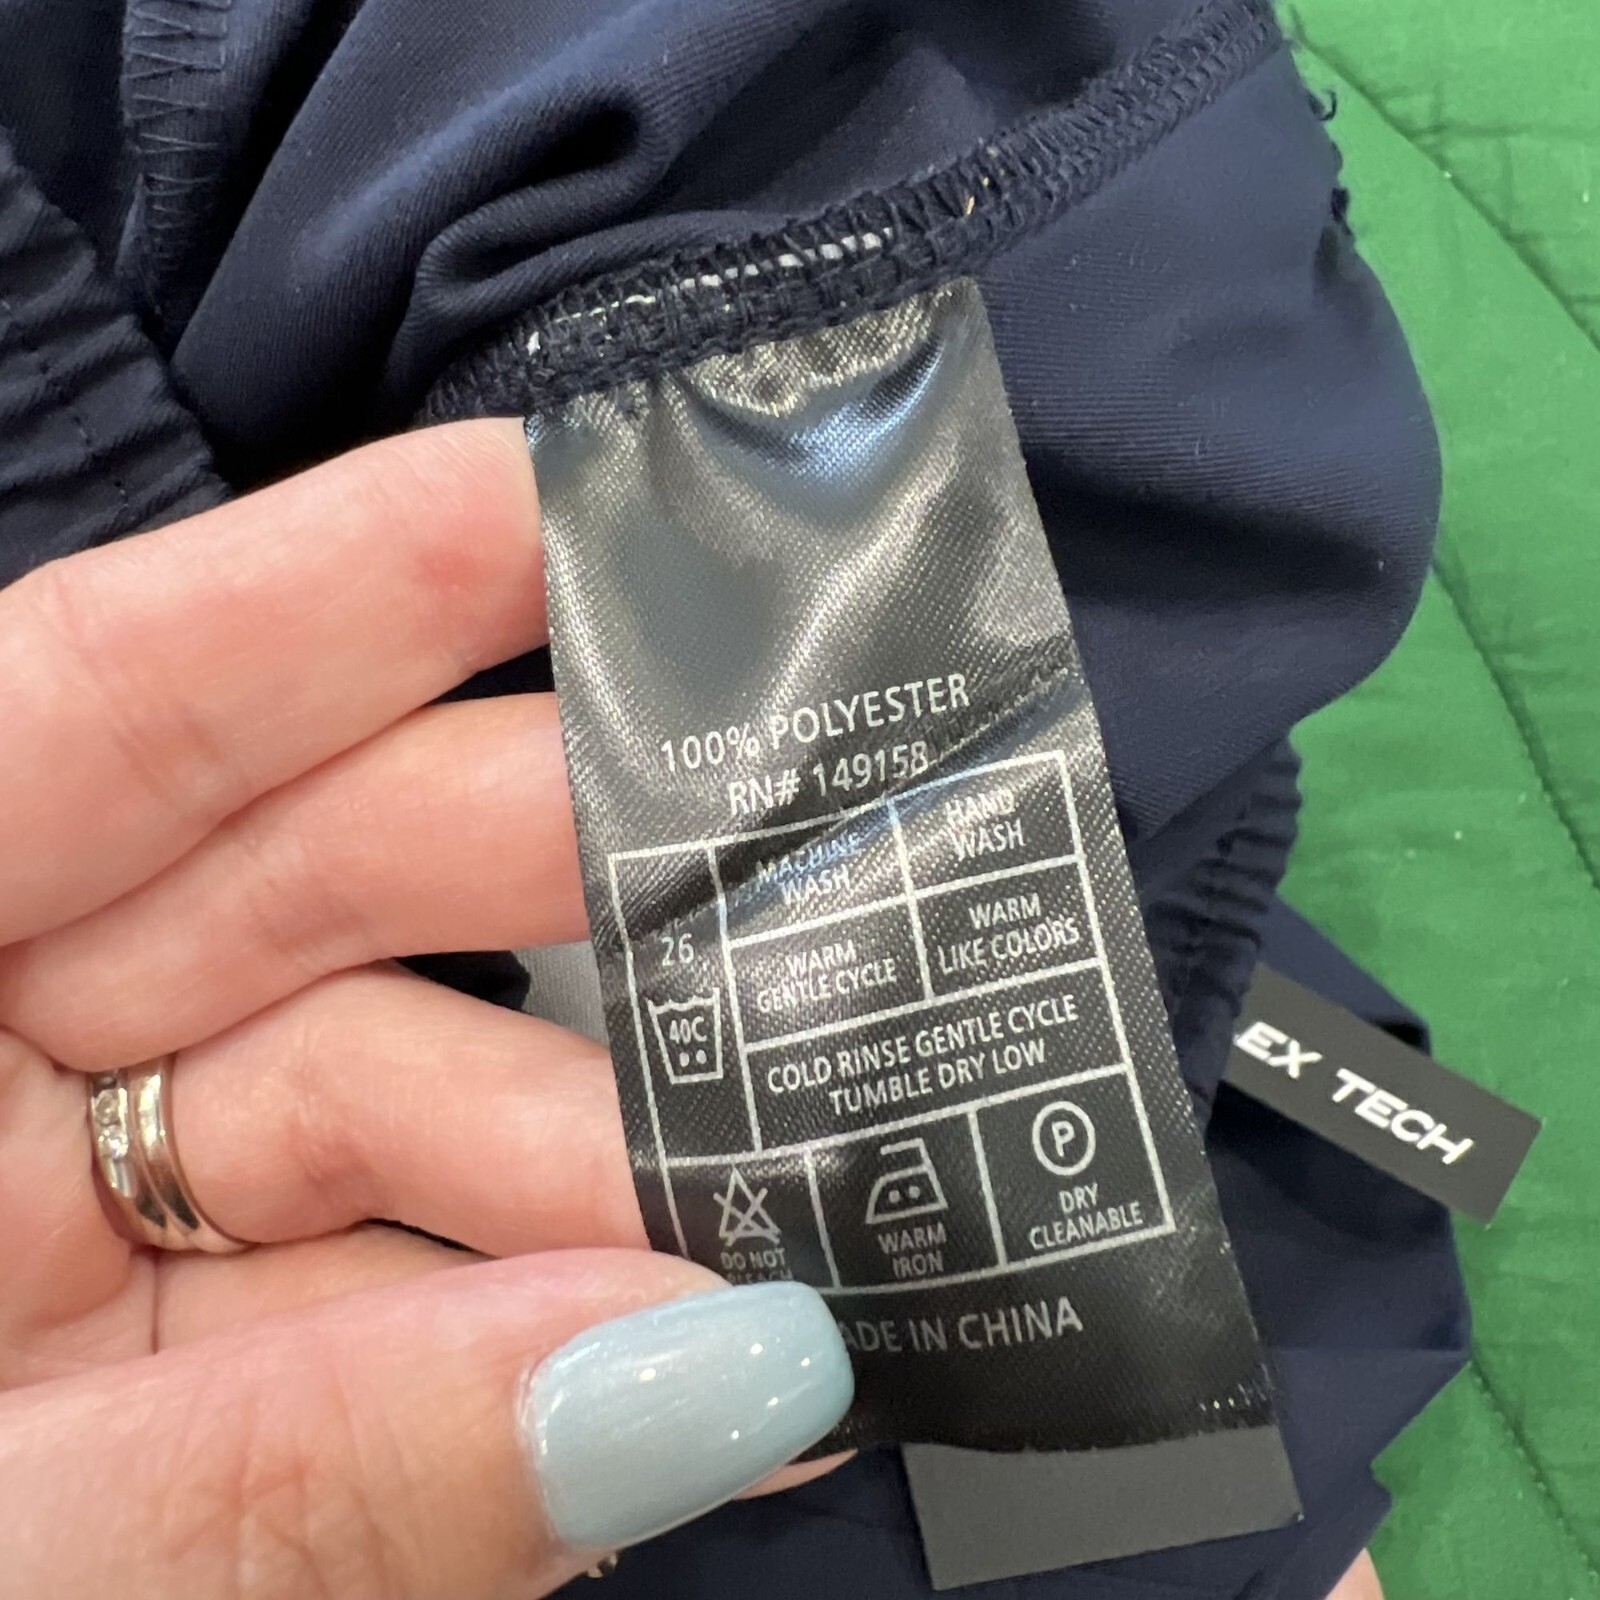 100% POLYESTER
RN# 149158
MACHINE
WASH
HAND
WASH
26
WARM
GENTLE CYCLE
WARM
LIKE COLORS
40C
COLD RINSE GENTLE CYCLE
TUMBLE DRY LOW
DO NOT
WARM
IRON
P
DRY
CLEANABLE
ADE IN CHINA
EX TECH